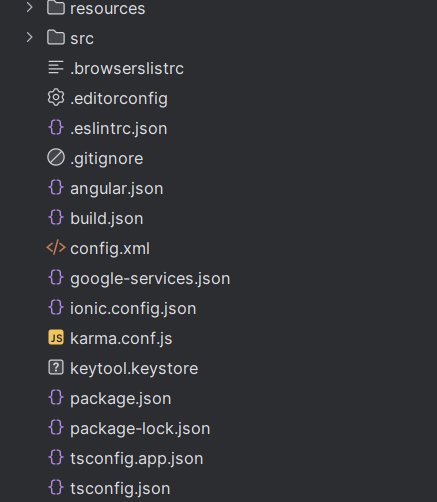 resources
src
.browserslistrc
.editorconfig
.eslintrc.json
.gitignore
angular.json
build.json
config.xml
google-services.json
ionic.config.json
JS karma.conf.js
keytool.keystore
package.json
package-lock.json
tsconfig.app.json
tsconfig.json